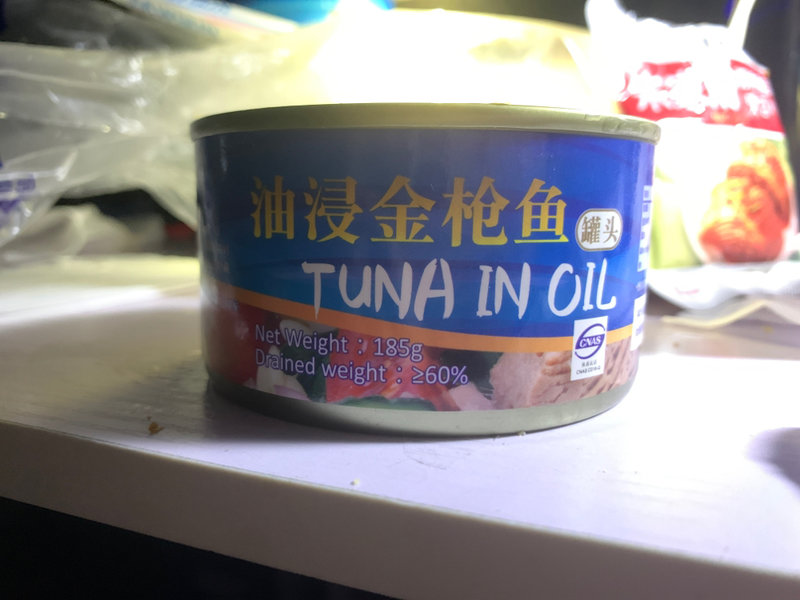 油浸金枪鱼 罐头
TUNA IN OIL
Net Weight：185g
Drained weight：≥60%
CNAS